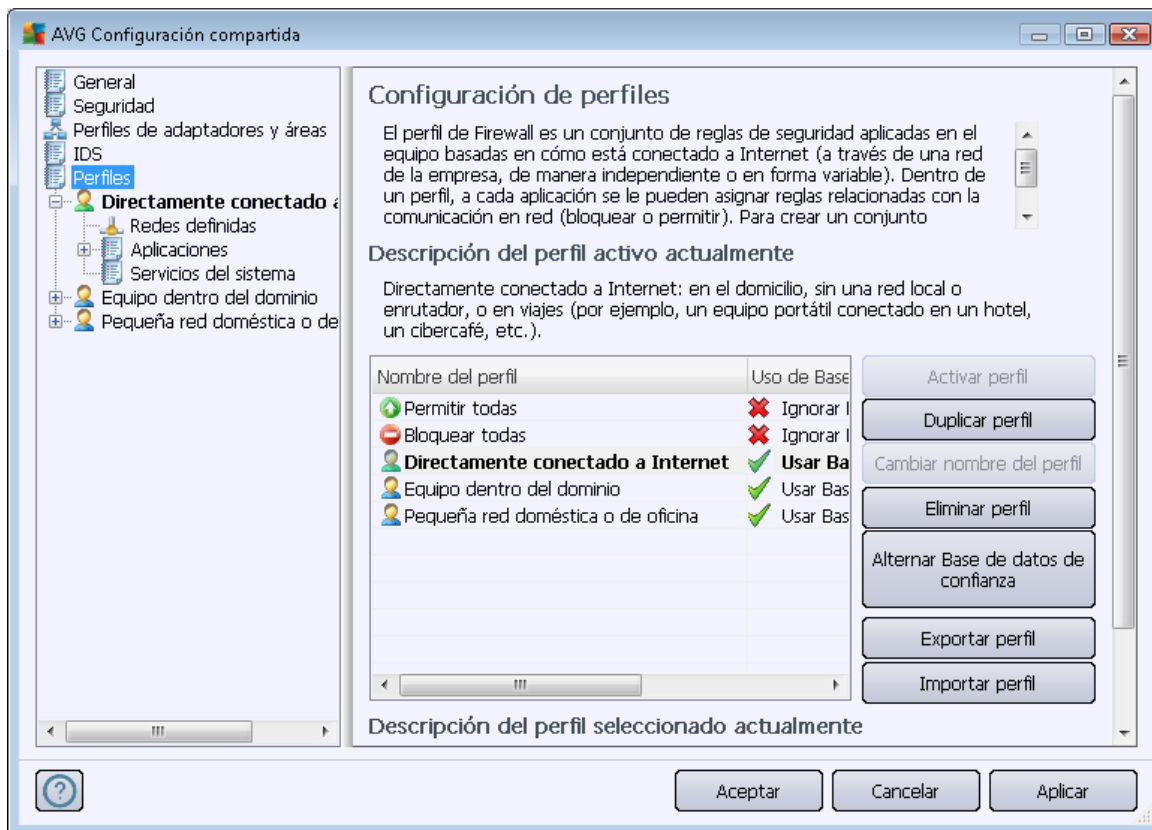 AVG Configuración compartida
General
Seguridad
Perfiles de adaptadores y áreas
IDS
Perfiles
Directamente conectado a
Redes definidas
Aplicaciones
Servicios del sistema
Equipo dentro del dominio
Pequeña red doméstica o de
Configuración de perfiles
El perfil de Firewall es un conjunto de reglas de seguridad aplicadas en el
equipo basadas en cómo está conectado a Internet (a través de una red
de la empresa, de manera independiente o en forma variable). Dentro de
un perfil, a cada aplicación se le pueden asignar reglas relacionadas con la
comunicación en red (bloquear o permitir). Para crear un conjunto
Descripción del perfil activo actualmente
Directamente conectado a Internet: en el domicilio, sin una red local o
enrutador, o en viajes (por ejemplo, un equipo portátil conectado en un hotel,
un cibercafé, etc.).
Nombre del perfil Uso de Base
Permitir todas Ignorar
Bloquear todas Ignorar
Directamente conectado a Internet Usar Ba
Equipo dentro del dominio Usar Bas
Pequeña red doméstica o de oficina Usar Bas
Activar perfil
Duplicar perfil
Cambiar nombre del perfil
Eliminar perfil
Alternar Base de datos de
confianza
Exportar perfil
Importar perfil
Descripción del perfil seleccionado actualmente
?
Aceptar
Cancelar
Aplicar